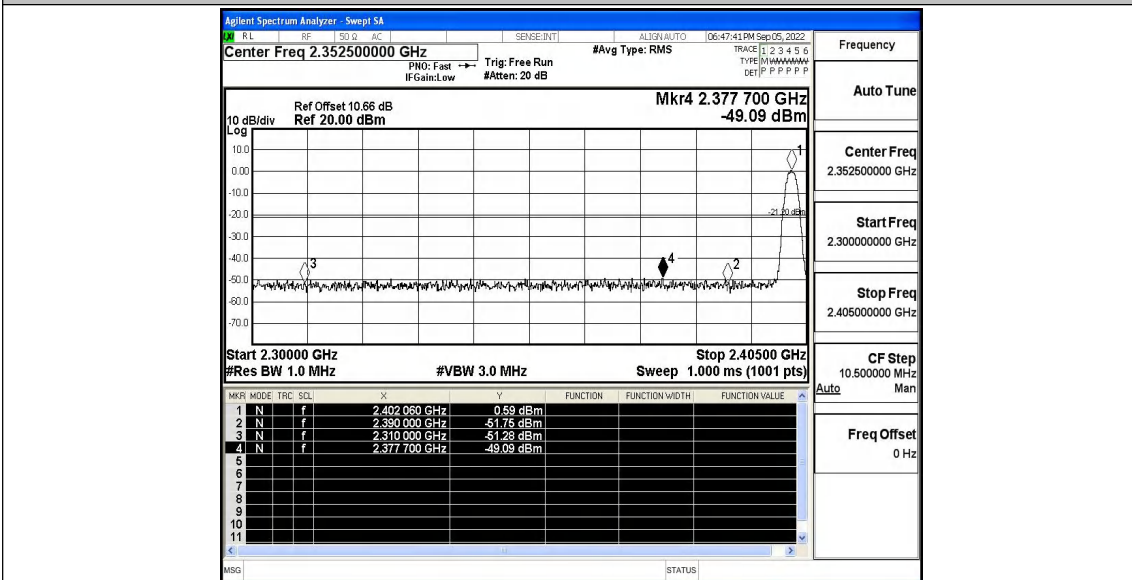 Agilent Spectrum Analyzer - Swept SA
LXI RL RF 50 Ω AC SENSE:INT ALIGN AUTO 06:47:41 PM Sep 05, 2022
Center Freq 2.352500000 GHz
PNO: Fast
IFGain:Low
Trig: Free Run
#Atten: 20 dB
#Avg Type: RMS
TRACE 1 2 3 4 5 6
TYPE M WWWWW
DET P P P P P P
Ref Offset 10.66 dB
10 dB/div Ref 20.00 dBm
Log
Mkr4 2.377 700 GHz
-49.09 dBm
10.0
0.00
-10.0
-20.0
-30.0
-40.0
-50.0
-60.0
-70.0
-21.20 dBm
1
2
3
4
Start 2.30000 GHz Stop 2.40500 GHz
#Res BW 1.0 MHz #VBW 3.0 MHz Sweep 1.000 ms (1001 pts)
MKR MODE TRC SCL X Y FUNCTION FUNCTION WIDTH FUNCTION VALUE
1 N f 2.402 060 GHz 0.59 dBm
2 N f 2.390 000 GHz -51.75 dBm
3 N f 2.310 000 GHz -51.28 dBm
4 N f 2.377 700 GHz -49.09 dBm
5
6
7
8
9
10
11
MSG STATUS
Frequency
Auto Tune
Center Freq
2.352500000 GHz
Start Freq
2.300000000 GHz
Stop Freq
2.405000000 GHz
CF Step
10.500000 MHz
Auto Man
Freq Offset
0 Hz